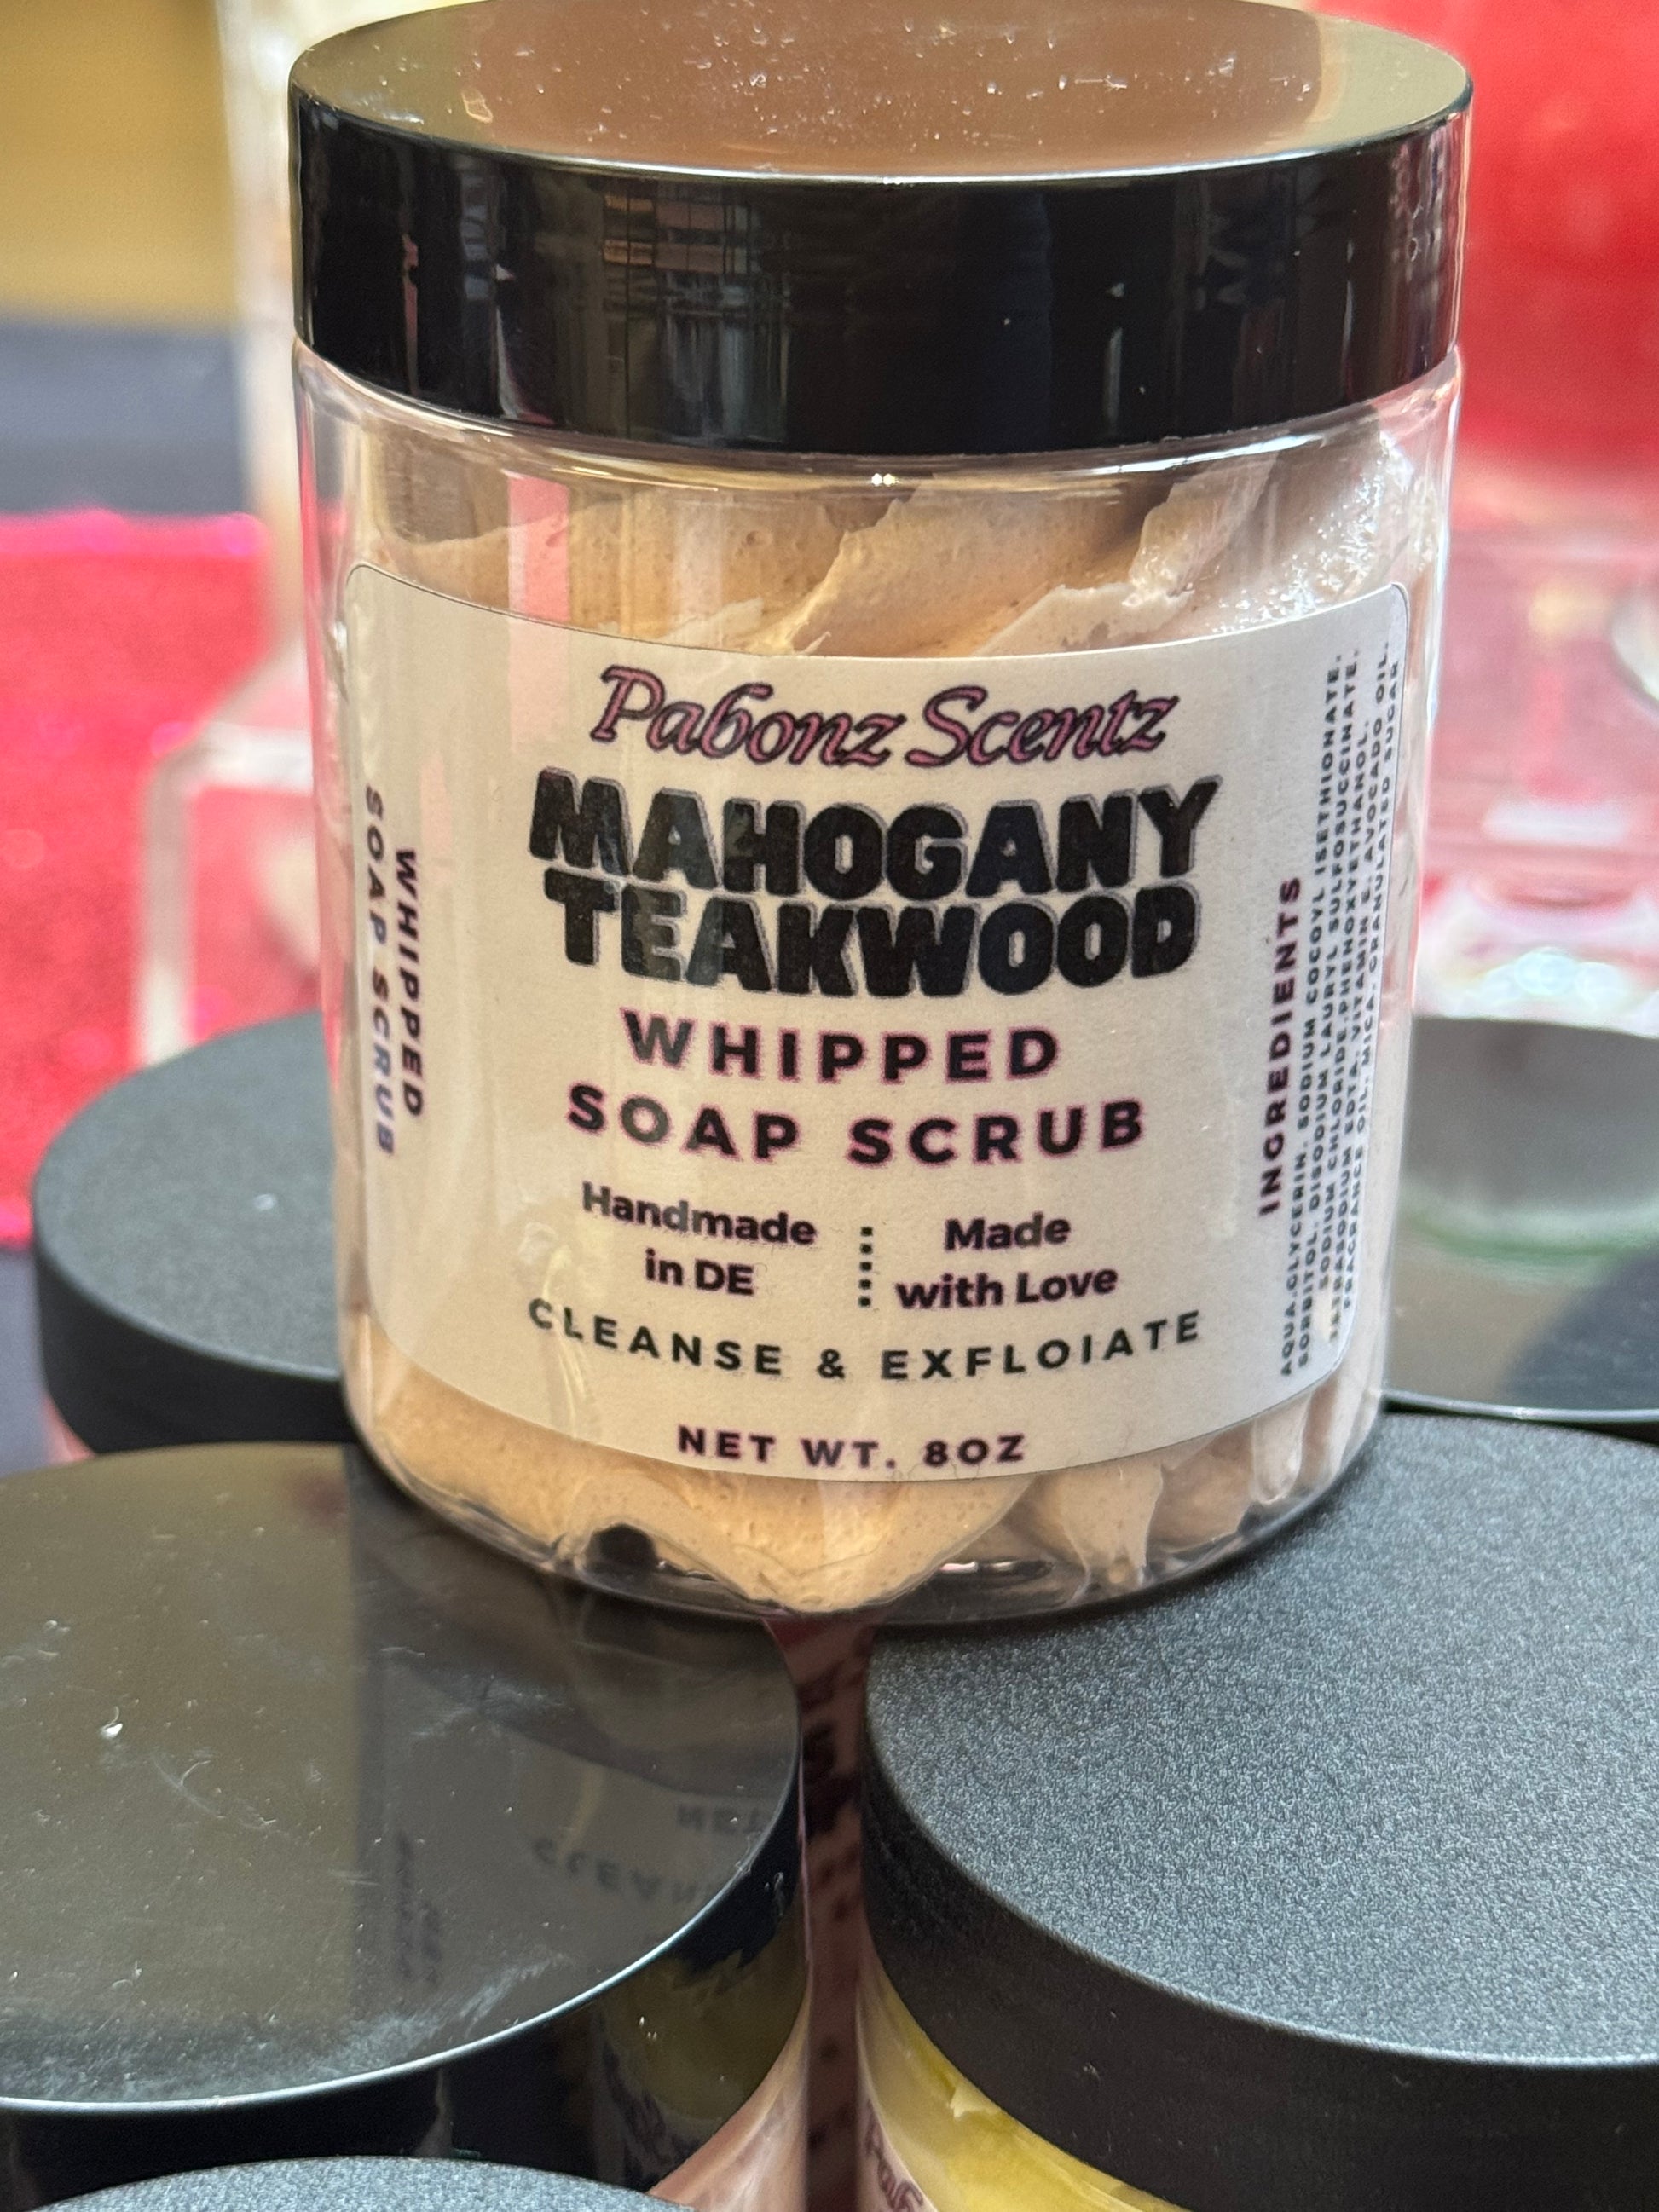 Pabonz Scentz
MAHOGANY
TEAKWOOD
WHIPPED
SOAP SCRUB
Handmade
in DE
Made
with Love
CLEANSE & EXFLOIATE
NET WT. 8OZ
WHIPPED
SOAP SCRUB
INGREDIENTS
AQUA, GLYCERIN, SODIUM COCOYL ISETHIONATE,
SORBITOL, DISODIUM LAURYL SULFOSUCCINATE,
SODIUM CHLORIDE, PHENOXYETHANOL,
TETRASODIUM EDTA, VITAMIN E, AVOCADO OIL,
FRAGRANCE OIL, MICA, GRANULATED SUGAR